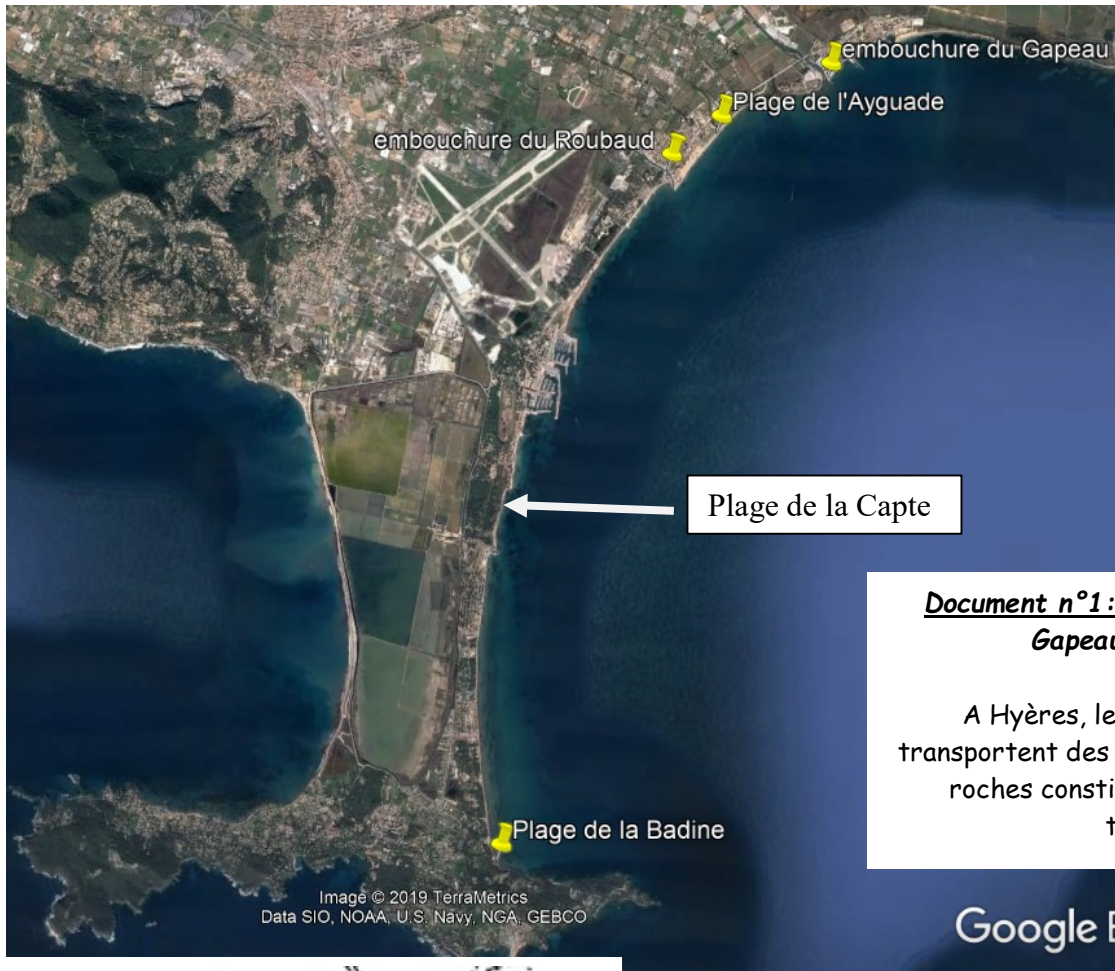 embouchure du Gapeau
Plage de l'Ayguade
embouchure du Roubaud
Plage de la Capte
Document n°1:
Gapeau
A Hyères, le
transportent des
roches consti
t
Plage de la Badine
Image © 2019 TerraMetrics
Data SIO, NOAA, U.S. Navy, NGA, GEBCO
Google E